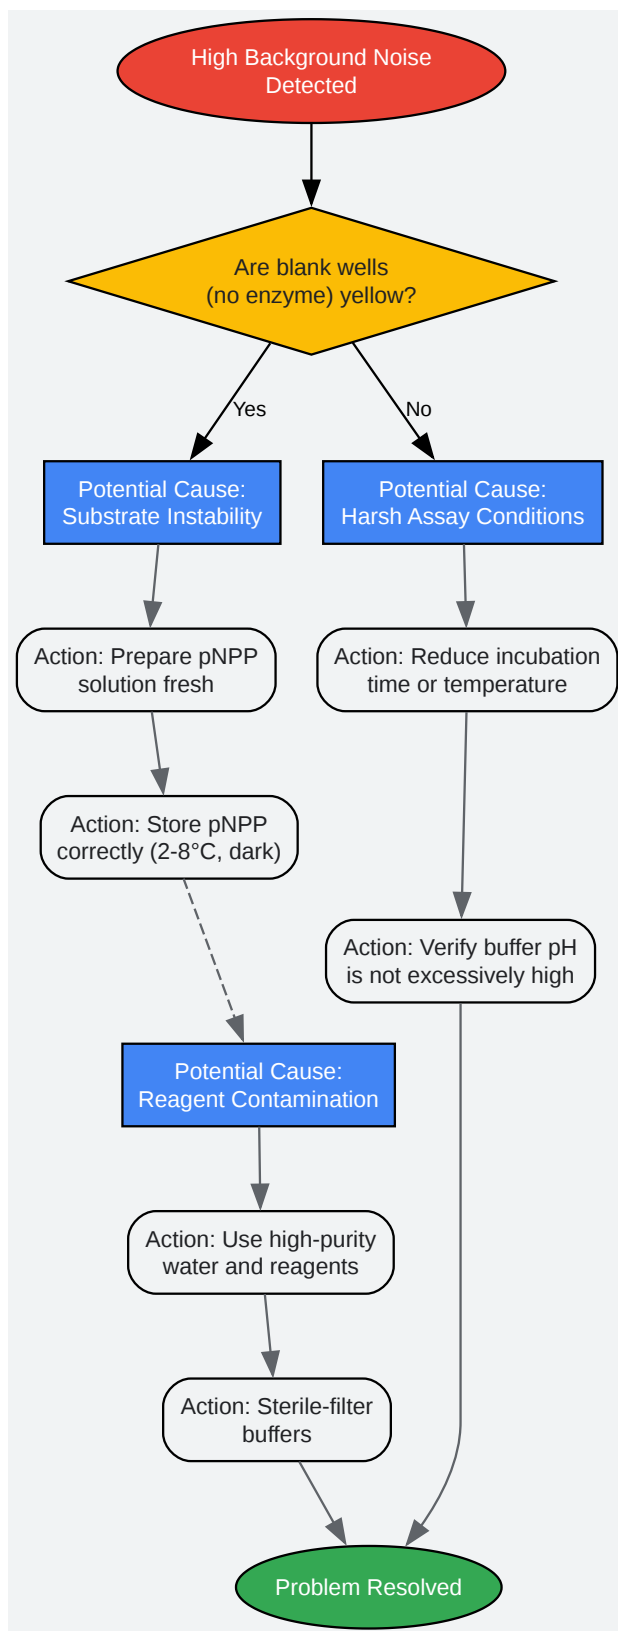 High Background Noise
Detected
Are blank wells
(no enzyme) yellow?
Yes
No
Potential Cause:
Substrate Instability
Potential Cause:
Harsh Assay Conditions
Action: Prepare pNPP
solution fresh
Action: Reduce incubation
time or temperature
Action: Store pNPP
correctly (2-8°C, dark)
Action: Verify buffer pH
is not excessively high
Potential Cause:
Reagent Contamination
Action: Use high-purity
water and reagents
Action: Sterile-filter
buffers
Problem Resolved